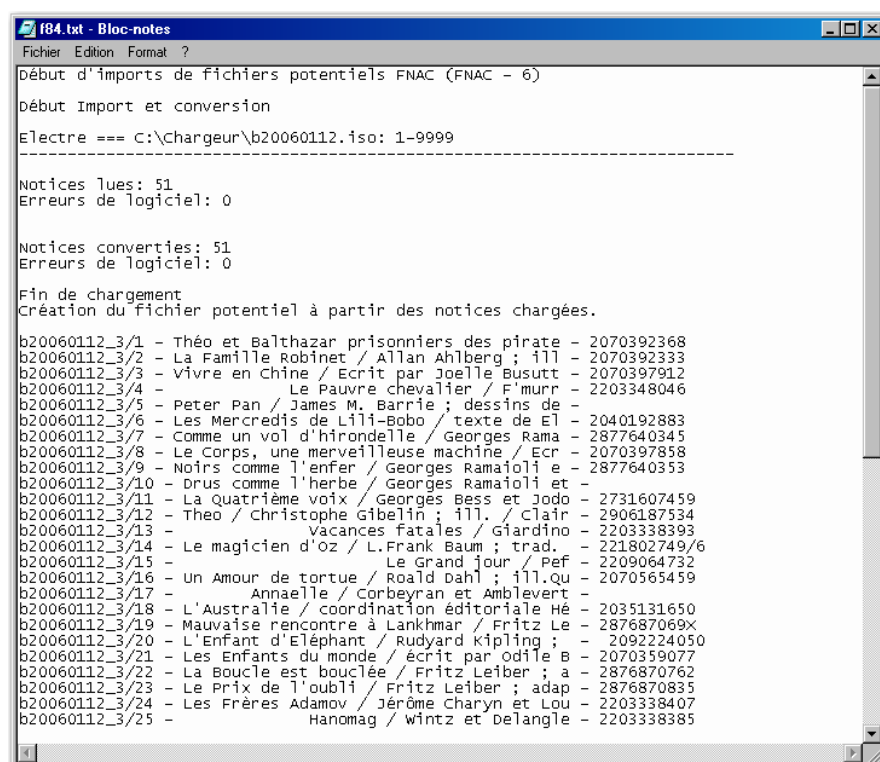 f84.txt - Bloc-notes
Fichier Edition Format ?
Début d'imports de fichiers potentiels FNAC (FNAC - 6)
Début Import et conversion
Electre === C:\Chargeur\b20060112.iso: 1-9999
--------------------------------------------------------------------------
Notices lues: 51
Erreurs de logiciel: 0
Notices converties: 51
Erreurs de logiciel: 0
Fin de chargement
Création du fichier potentiel à partir des notices chargées.
b20060112_3/1 - Théo et Balthazar prisonniers des pirate - 2070392368
b20060112_3/2 - La Famille Robinet / Allan Ahlberg ; ill - 2070392333
b20060112_3/3 - Vivre en Chine / Ecrit par Joelle Busutt - 2070397912
b20060112_3/4 - Le Pauvre chevalier / F'murr - 2203348046
b20060112_3/5 - Peter Pan / James M. Barrie ; dessins de -
b20060112_3/6 - Les Mercredis de Lili-Bobo / texte de El - 2040192883
b20060112_3/7 - Comme un vol d'hirondelle / Georges Rama - 2877640345
b20060112_3/8 - Le Corps, une merveilleuse machine / Ecr - 2070397858
b20060112_3/9 - Noirs comme l'enfer / Georges Ramaioli e - 2877640353
b20060112_3/10 - Drus comme l'herbe / Georges Ramaioli et -
b20060112_3/11 - La Quatrième voix / Georges Bess et Jodo - 2731607459
b20060112_3/12 - Theo / Christophe Gibelin ; ill. / Clair - 2906187534
b20060112_3/13 - Vacances fatales / Giardino - 2203338393
b20060112_3/14 - Le magicien d'Oz / L.Frank Baum ; trad. - 221802749/6
b20060112_3/15 - Le Grand jour / Pef - 2209064732
b20060112_3/16 - Un Amour de tortue / Roald Dahl ; ill.Qu - 2070565459
b20060112_3/17 - Annaelle / Corbeyran et Amblevert -
b20060112_3/18 - L'Australie / coordination éditoriale Hé - 2035131650
b20060112_3/19 - Mauvaise rencontre à Lankhmar / Fritz Le - 287687069X
b20060112_3/20 - L'Enfant d'Eléphant / Rudyard Kipling ; - 2092224050
b20060112_3/21 - Les Enfants du monde / écrit par Odile B - 2070359077
b20060112_3/22 - La Boucle est bouclée / Fritz Leiber ; a - 2876870762
b20060112_3/23 - Le Prix de l'oubli / Fritz Leiber ; adap - 2876870835
b20060112_3/24 - Les Frères Adamov / Jérôme Charyn et Lou - 2203338407
b20060112_3/25 - Hanomag / Wintz et Delangle - 2203338385